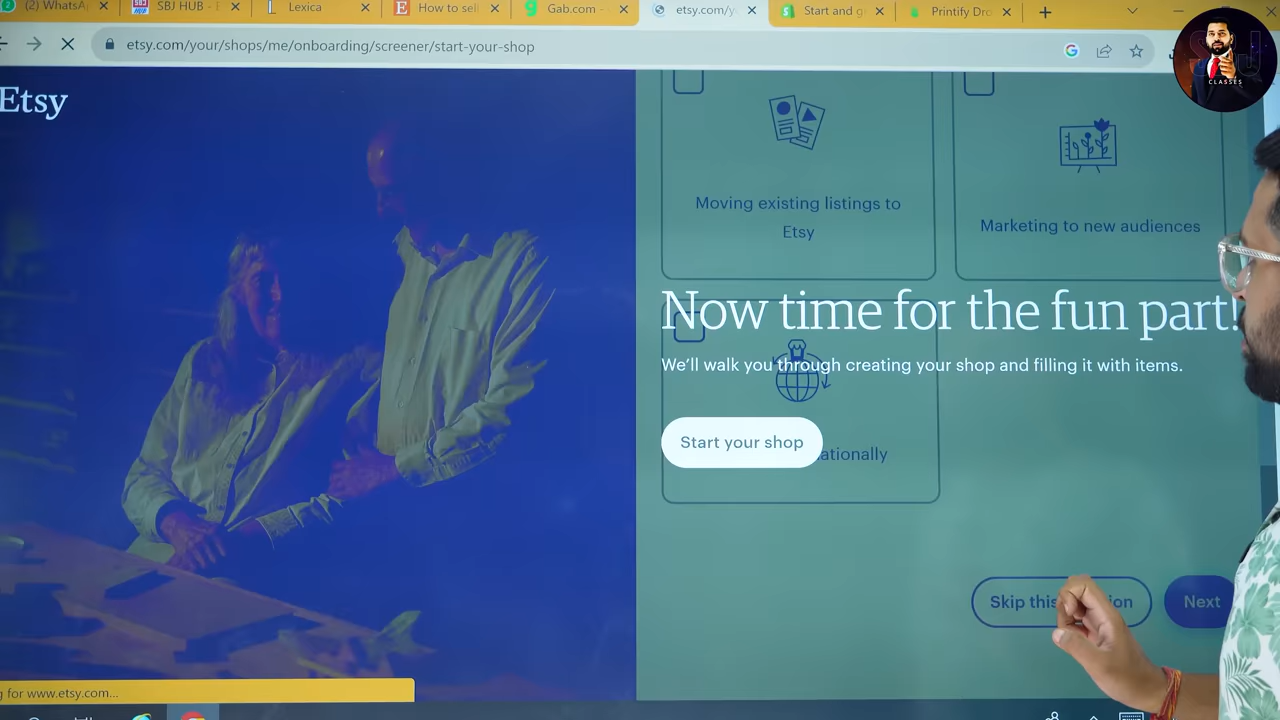 (2) WhatsA
SBJ HUB - E
Lexica
How to sell
Gab.com -
etsy.com/y
Start and g
Printify Dro
etsy.com/your/shops/me/onboarding/screener/start-your-shop
CLASSES
Etsy
Moving existing listings to
Etsy
Marketing to new audiences
Now time for the fun part!
We'll walk you through creating your shop and filling it with items.
Start your shop
ationally
Skip this
ion
Next
g for www.etsy.com...